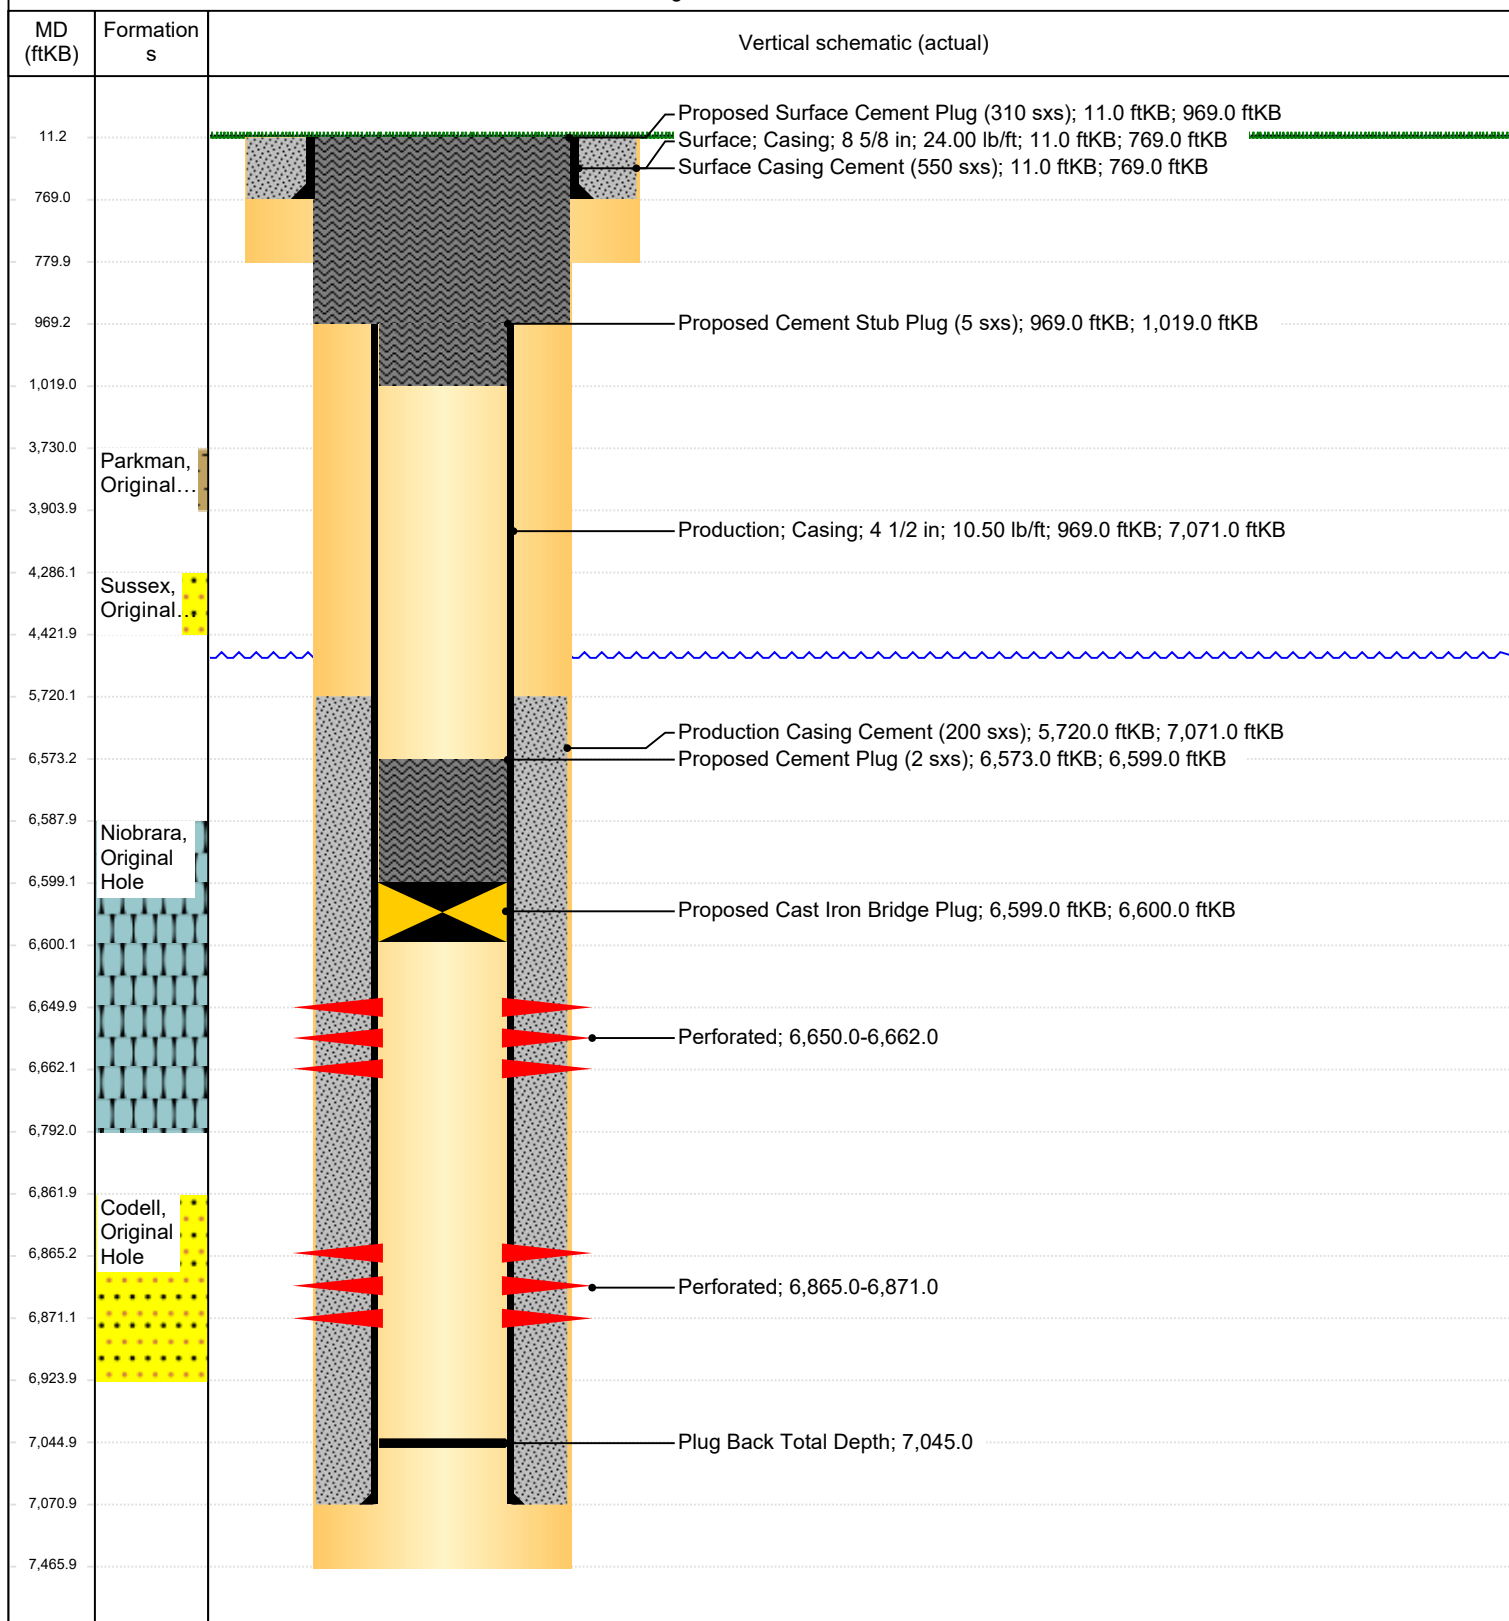 MD
(ftKB)
Formation
s
Vertical schematic (actual)
11.2
769.0
779.9
969.2
1,019.0
3,730.0
3,903.9
4,286.1
4,421.9
5,720.1
6,573.2
6,587.9
6,599.1
6,600.1
6,649.9
6,662.1
6,792.0
6,861.9
6,865.2
6,871.1
6,923.9
7,044.9
7,070.9
7,465.9
Parkman,
Original...
Sussex,
Original...
Niobrara,
Original
Hole
Codell,
Original
Hole
Proposed Surface Cement Plug (310 sxs); 11.0 ftKB; 969.0 ftKB
Surface; Casing; 8 5/8 in; 24.00 lb/ft; 11.0 ftKB; 769.0 ftKB
Surface Casing Cement (550 sxs); 11.0 ftKB; 769.0 ftKB
Proposed Cement Stub Plug (5 sxs); 969.0 ftKB; 1,019.0 ftKB
Production; Casing; 4 1/2 in; 10.50 lb/ft; 969.0 ftKB; 7,071.0 ftKB
Production Casing Cement (200 sxs); 5,720.0 ftKB; 7,071.0 ftKB
Proposed Cement Plug (2 sxs); 6,573.0 ftKB; 6,599.0 ftKB
Proposed Cast Iron Bridge Plug; 6,599.0 ftKB; 6,600.0 ftKB
Perforated; 6,650.0-6,662.0
Perforated; 6,865.0-6,871.0
Plug Back Total Depth; 7,045.0